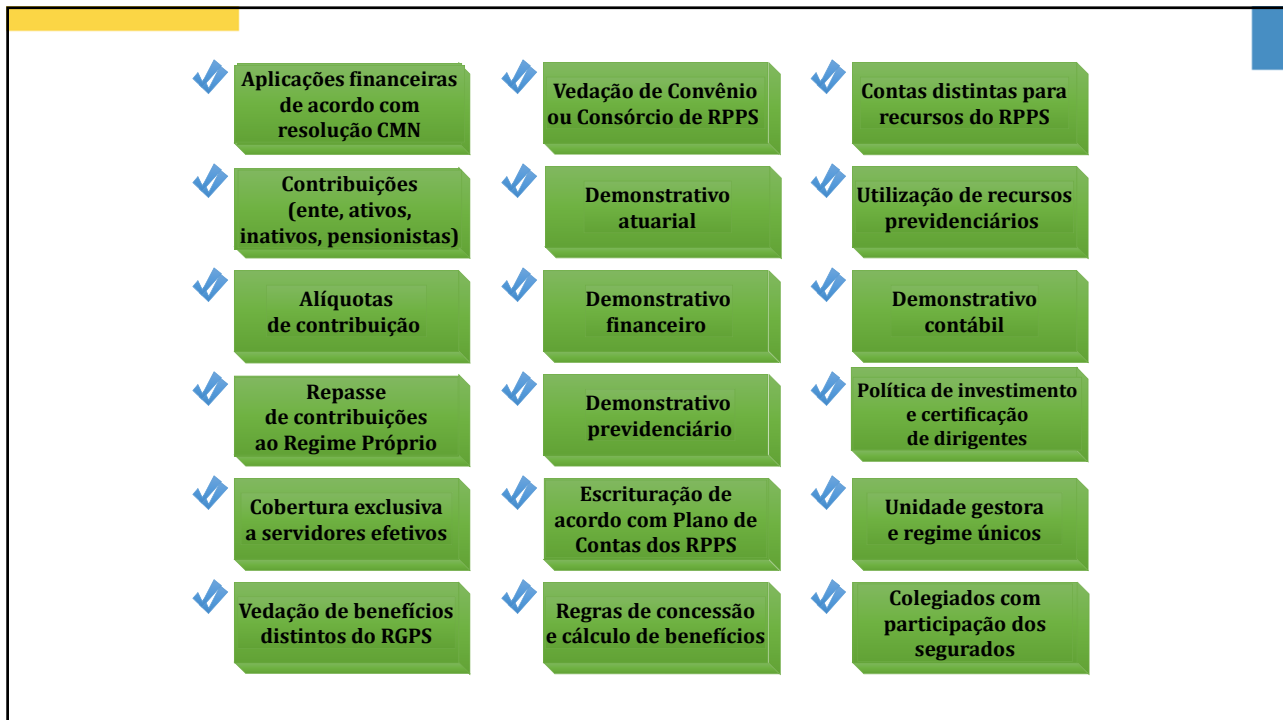 Aplicações financeiras
de acordo com
resolução CMN
Vedação de Convênio
ou Consórcio de RPPS
Contas distintas para
recursos do RPPS
Contribuições
(ente, ativos,
inativos, pensionistas)
Demonstrativo
atuarial
Utilização de recursos
previdenciários
Alíquotas
de contribuição
Demonstrativo
financeiro
Demonstrativo
contábil
Repasse
de contribuições
ao Regime Próprio
Demonstrativo
previdenciário
Política de investimento
e certificação
de dirigentes
Cobertura exclusiva
a servidores efetivos
Escrituração de
acordo com Plano de
Contas dos RPPS
Unidade gestora
e regime únicos
Vedação de benefícios
distintos do RGPS
Regras de concessão
e cálculo de benefícios
Colegiados com
participação dos
segurados